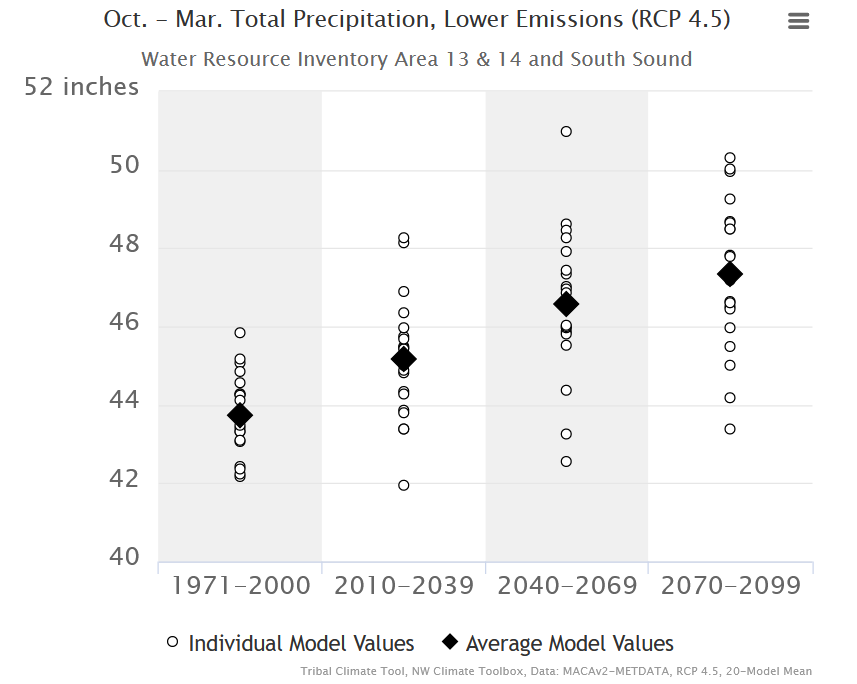 Oct. – Mar. Total Precipitation, Lower Emissions (RCP 4.5)
Water Resource Inventory Area 13 & 14 and South Sound
52 inches
50
48
46
44
42
40
1971–2000 2010–2039 2040–2069 2070–2099
Individual Model Values Average Model Values
Tribal Climate Tool, NW Climate Toolbox, Data: MACAv2-METDATA, RCP 4.5, 20-Model Mean